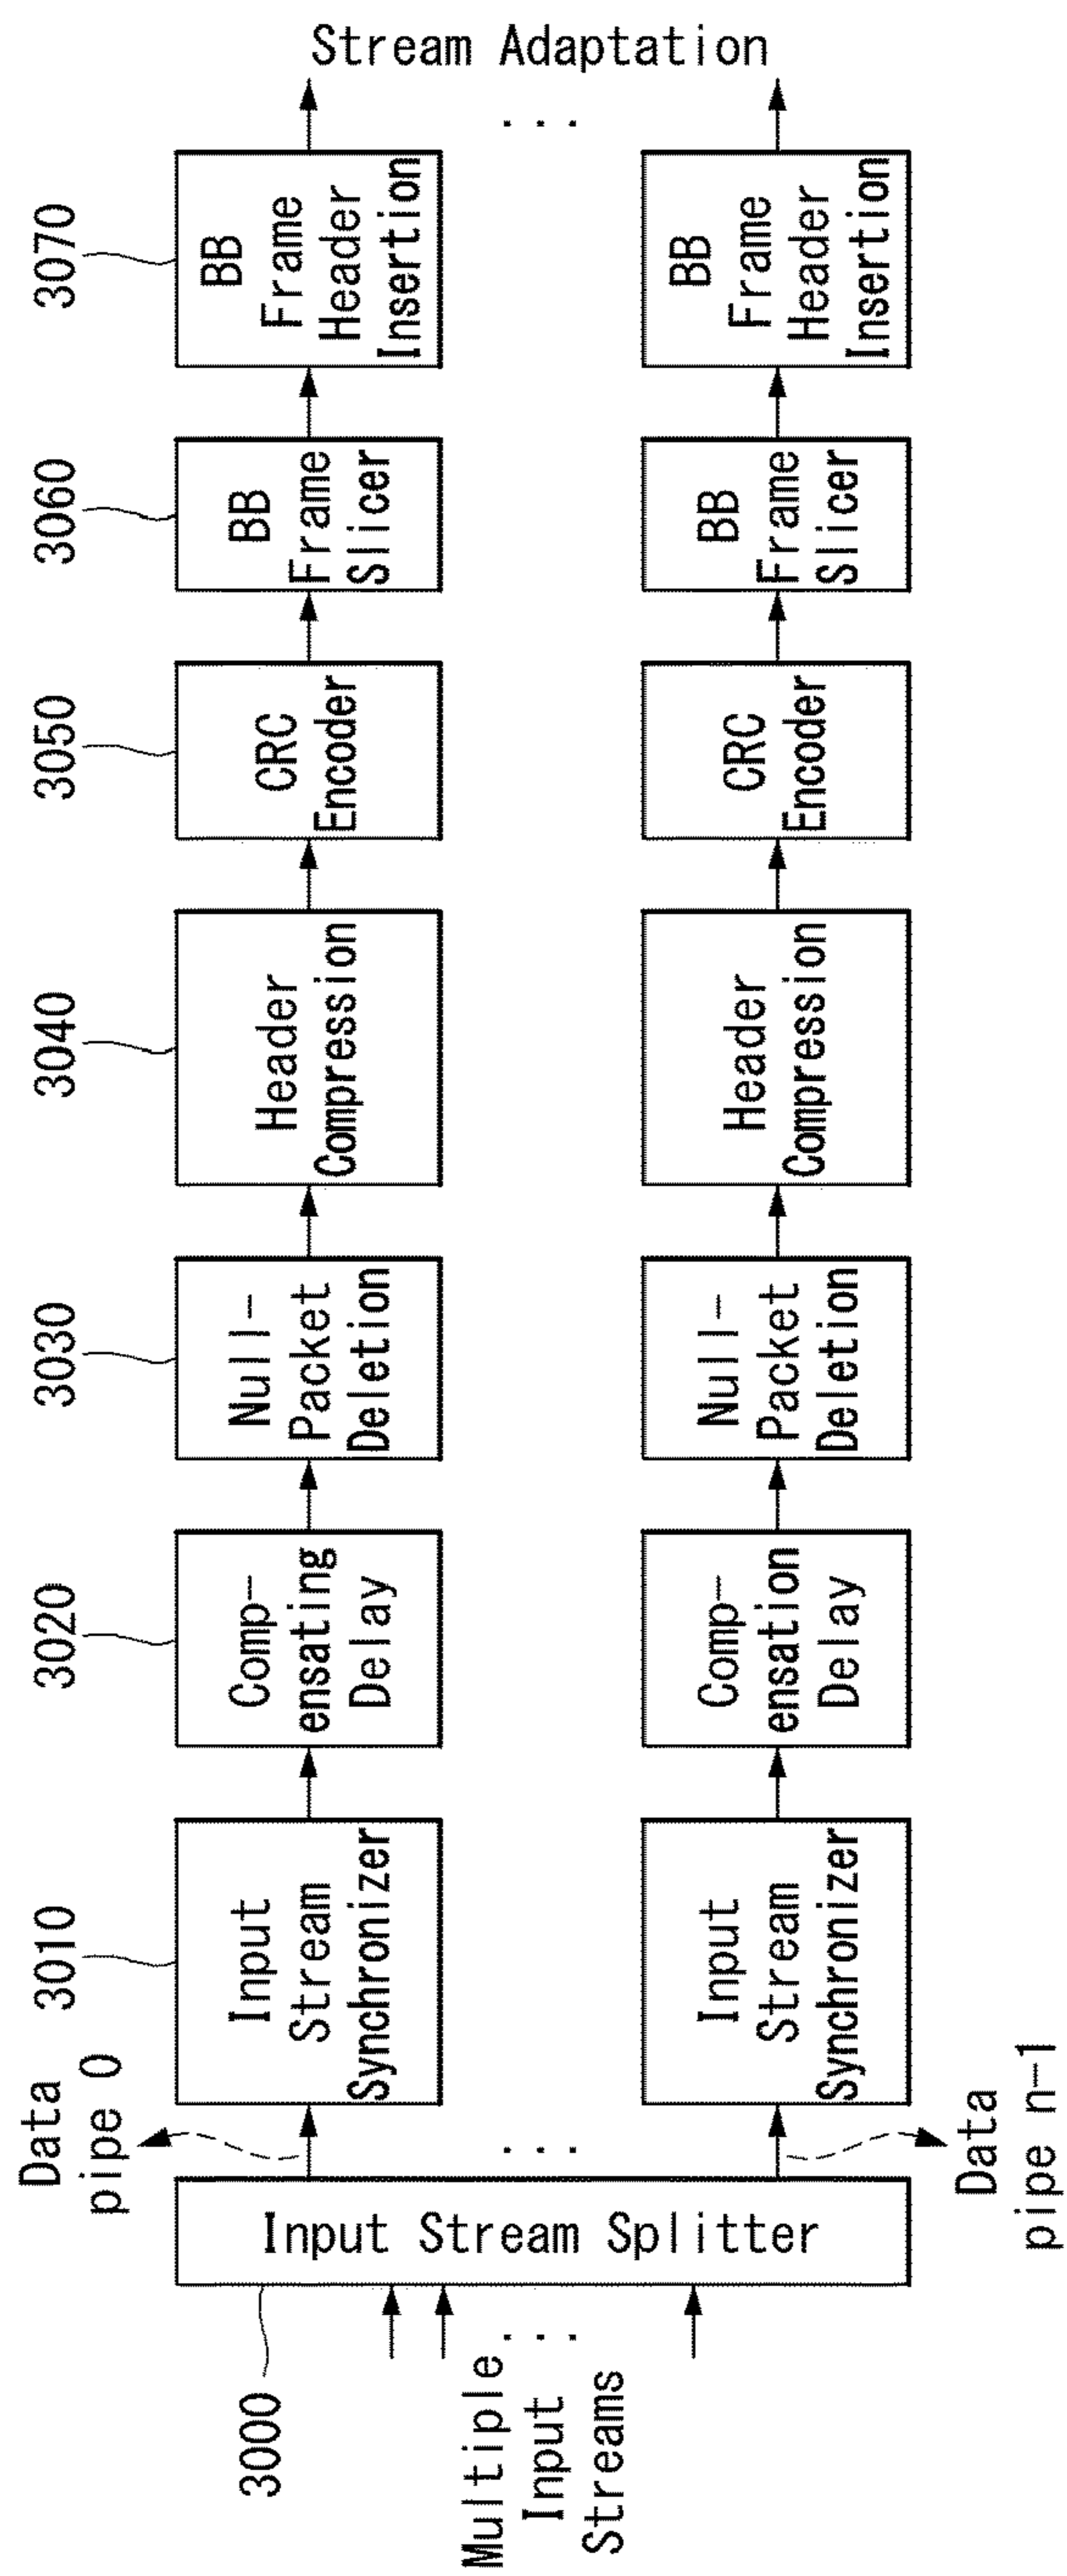 3000
Multiple
Input
Streams
...
Input Stream Splitter
Data
pipe 0
...
Data
pipe n-1
3010
Input
Stream
Synchronizer
3020
Comp-
ensating
Delay
3030
Null-
Packet
Deletion
3040
Header
Compression
3050
CRC
Encoder
3060
BB
Frame
Slicer
3070
BB
Frame
Header
Insertion
Input
Stream
Synchronizer
Comp-
ensation
Delay
Null-
Packet
Deletion
Header
Compression
CRC
Encoder
BB
Frame
Slicer
BB
Frame
Header
Insertion
...
Stream Adaptation